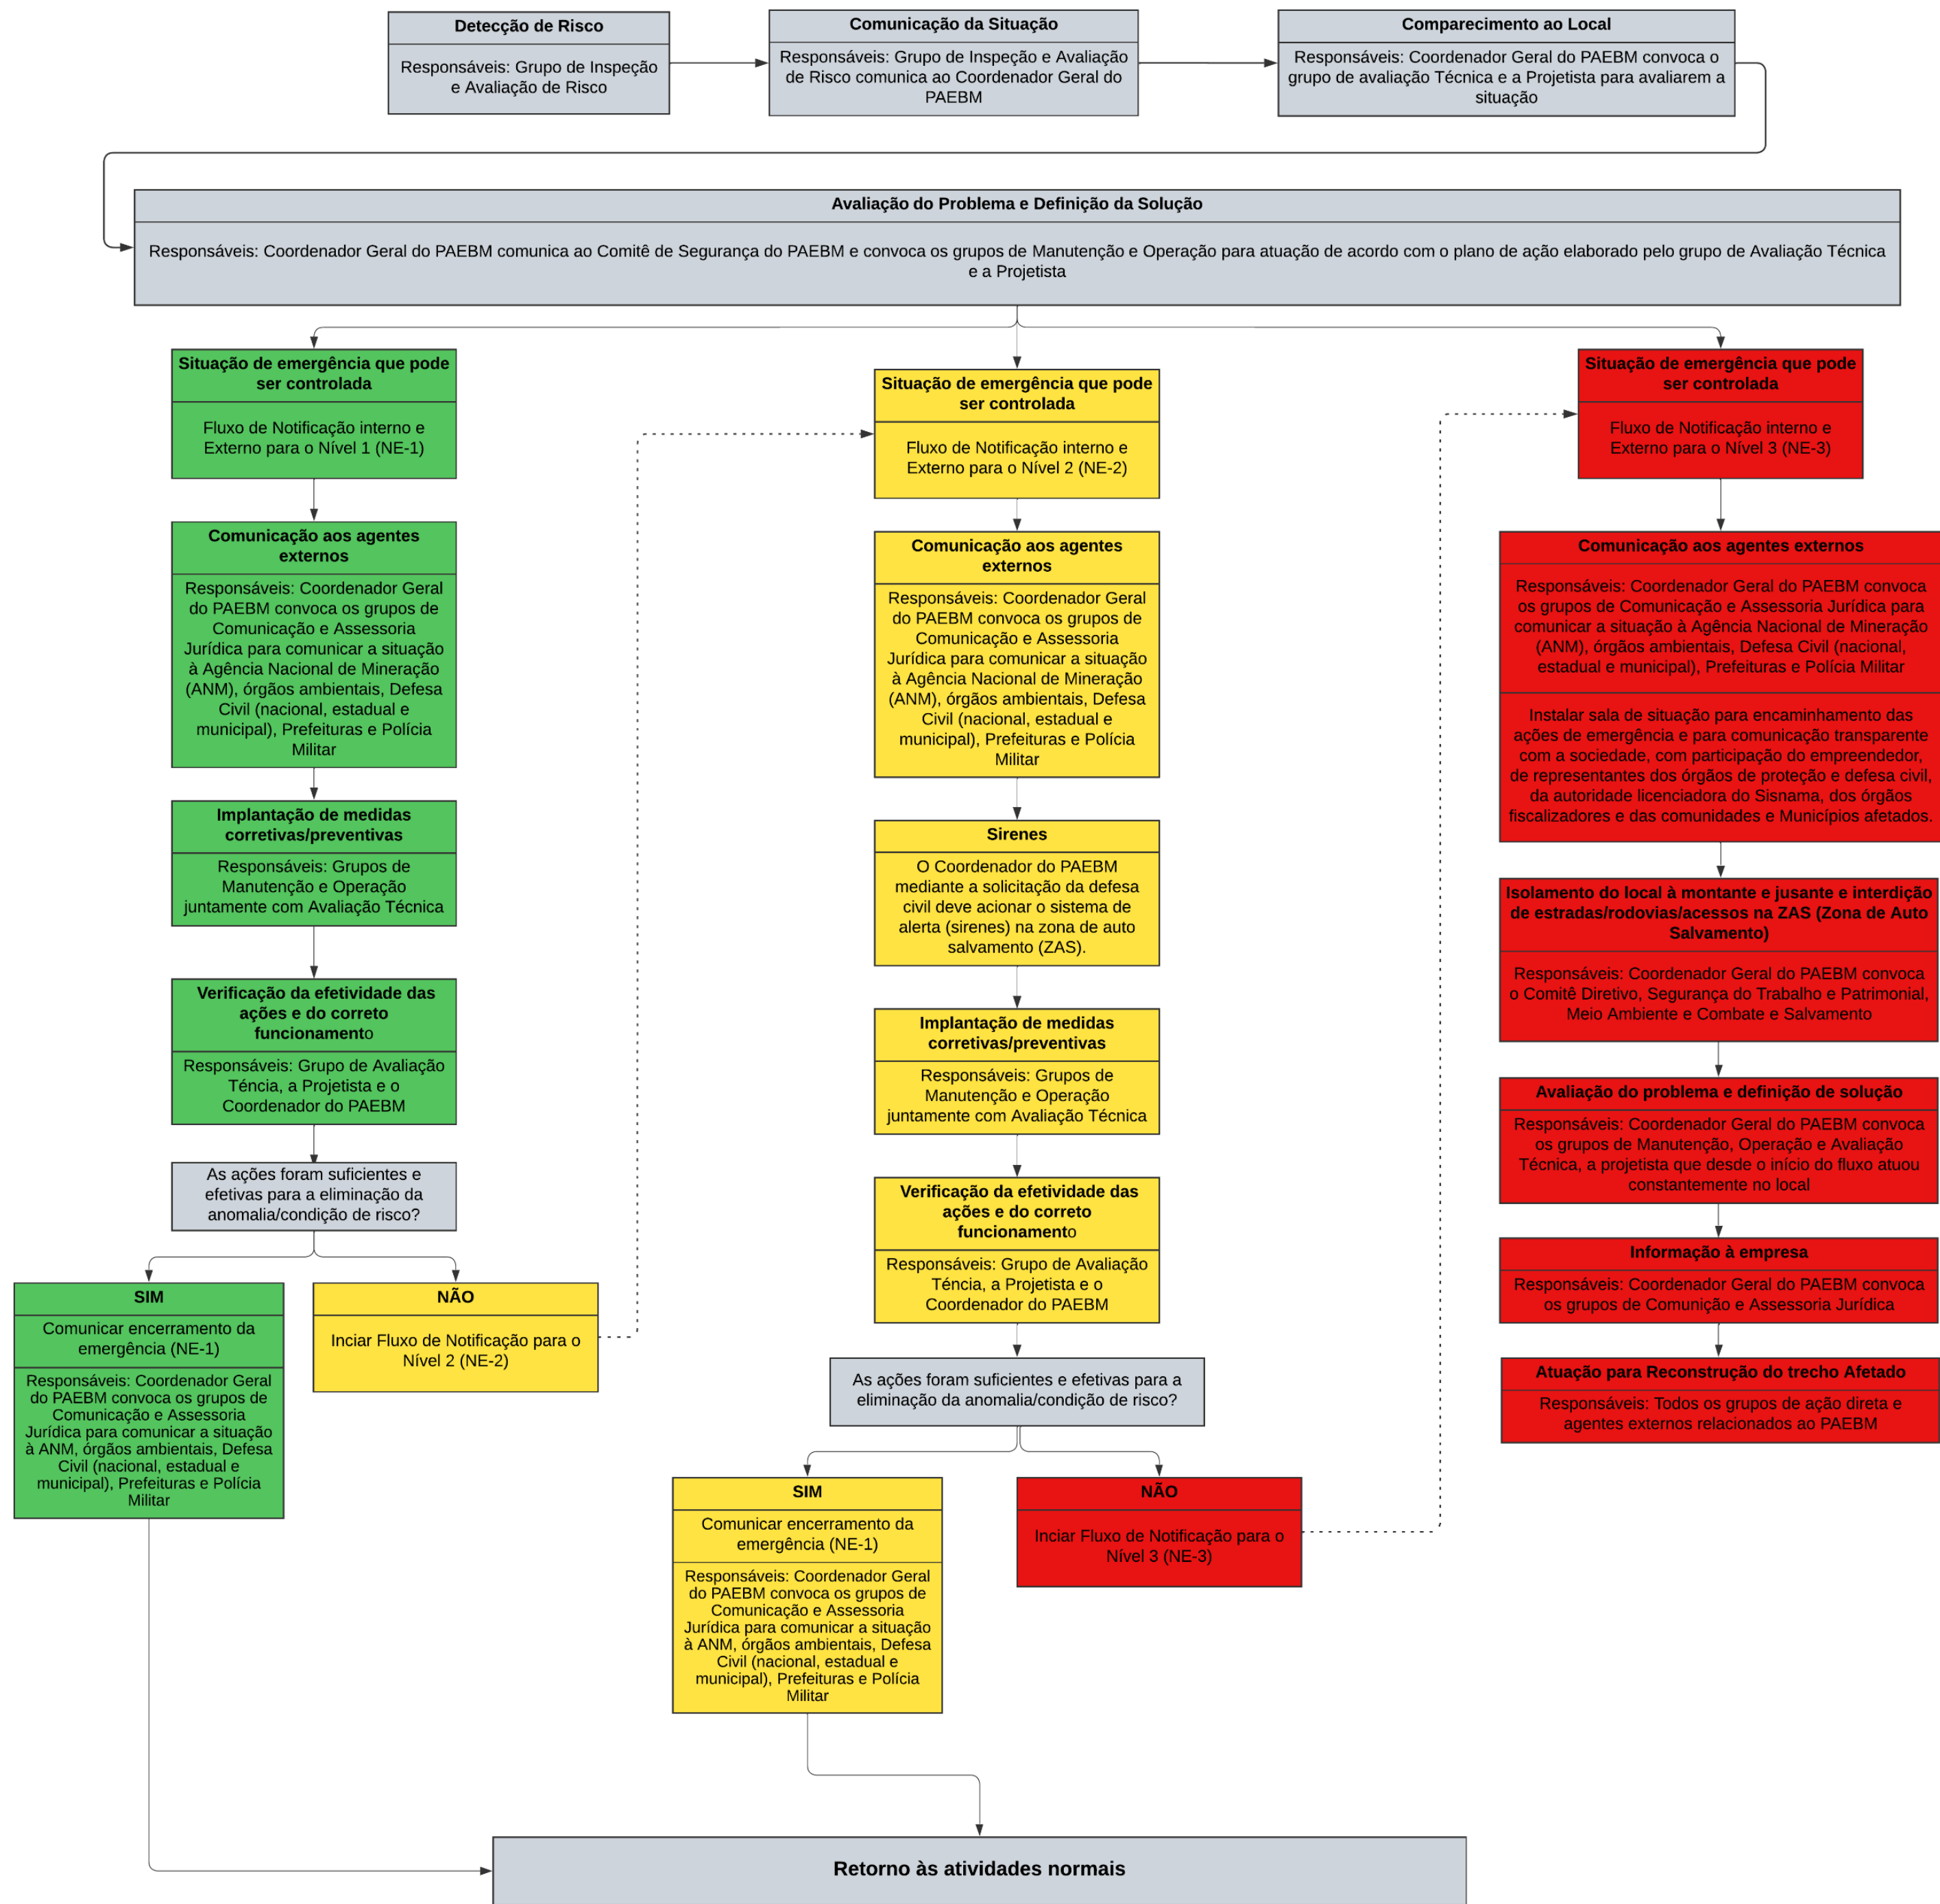 Detecção de Risco
Responsáveis: Grupo de Inspeção
e Avaliação de Risco
Comunicação da Situação
Responsáveis: Grupo de Inspeção e Avaliação
de Risco comunica ao Coordenador Geral do
PAEBM
Comparecimento ao Local
Responsáveis: Coordenador Geral do PAEBM convoca o
grupo de avaliação Técnica e a Projetista para avaliarem a
situação
Avaliação do Problema e Definição da Solução
Responsáveis: Coordenador Geral do PAEBM comunica ao Comitê de Segurança do PAEBM e convoca os grupos de Manutenção e Operação para atuação de acordo com o plano de ação elaborado pelo grupo de Avaliação Técnica
e a Projetista
Situação de emergência que pode
ser controlada
Fluxo de Notificação interno e
Externo para o Nível 1 (NE-1)
Comunicação aos agentes
externos
Responsáveis: Coordenador Geral
do PAEBM convoca os grupos de
Comunicação e Assessoria
Jurídica para comunicar a situação
à Agência Nacional de Mineração
(ANM), órgãos ambientais, Defesa
Civil (nacional, estadual e
municipal), Prefeituras e Polícia
Militar
Implantação de medidas
corretivas/preventivas
Responsáveis: Grupos de
Manutenção e Operação
juntamente com Avaliação Técnica
Verificação da efetividade das
ações e do correto
funcionamento
Responsáveis: Grupo de Avaliação
Téncia, a Projetista e o
Coordenador do PAEBM
As ações foram suficientes e
efetivas para a eliminação da
anomalia/condição de risco?
SIM
Comunicar encerramento da
emergência (NE-1)
Responsáveis: Coordenador Geral
do PAEBM convoca os grupos de
Comunicação e Assessoria
Jurídica para comunicar a situação
à ANM, órgãos ambientais, Defesa
Civil (nacional, estadual e
municipal), Prefeituras e Polícia
Militar
NÃO
Inciar Fluxo de Notificação para o
Nível 2 (NE-2)
Situação de emergência que pode
ser controlada
Fluxo de Notificação interno e
Externo para o Nível 2 (NE-2)
Comunicação aos agentes
externos
Responsáveis: Coordenador Geral
do PAEBM convoca os grupos de
Comunicação e Assessoria
Jurídica para comunicar a situação
à Agência Nacional de Mineração
(ANM), órgãos ambientais, Defesa
Civil (nacional, estadual e
municipal), Prefeituras e Polícia
Militar
Sirenes
O Coordenador do PAEBM
mediante a solicitação da defesa
civil deve acionar o sistema de
alerta (sirenes) na zona de auto
salvamento (ZAS).
Implantação de medidas
corretivas/preventivas
Responsáveis: Grupos de
Manutenção e Operação
juntamente com Avaliação Técnica
Verificação da efetividade das
ações e do correto
funcionamento
Responsáveis: Grupo de Avaliação
Téncia, a Projetista e o
Coordenador do PAEBM
As ações foram suficientes e efetivas para a
eliminação da anomalia/condição de risco?
SIM
Comunicar encerramento da
emergência (NE-1)
Responsáveis: Coordenador Geral
do PAEBM convoca os grupos de
Comunicação e Assessoria
Jurídica para comunicar a situação
à ANM, órgãos ambientais, Defesa
Civil (nacional, estadual e
municipal), Prefeituras e Polícia
Militar
NÃO
Inciar Fluxo de Notificação para o
Nível 3 (NE-3)
Situação de emergência que pode
ser controlada
Fluxo de Notificação interno e
Externo para o Nível 3 (NE-3)
Comunicação aos agentes externos
Responsáveis: Coordenador Geral do PAEBM convoca
os grupos de Comunicação e Assessoria Jurídica para
comunicar a situação à Agência Nacional de Mineração
(ANM), órgãos ambientais, Defesa Civil (nacional,
estadual e municipal), Prefeituras e Polícia Militar
Instalar sala de situação para encaminhamento das
ações de emergência e para comunicação transparente
com a sociedade, com participação do empreendedor,
de representantes dos órgãos de proteção e defesa civil,
da autoridade licenciadora do Sisnama, dos órgãos
fiscalizadores e das comunidades e Municípios afetados.
Isolamento do local à montante e jusante e interdição
de estradas/rodovias/acessos na ZAS (Zona de Auto
Salvamento)
Responsáveis: Coordenador Geral do PAEBM convoca
o Comitê Diretivo, Segurança do Trabalho e Patrimonial,
Meio Ambiente e Combate e Salvamento
Avaliação do problema e definição de solução
Responsáveis: Coordenador Geral do PAEBM convoca
os grupos de Manutenção, Operação e Avaliação
Técnica, a projetista que desde o início do fluxo atuou
constantemente no local
Informação à empresa
Responsáveis: Coordenador Geral do PAEBM convoca
os grupos de Comunição e Assessoria Jurídica
Atuação para Reconstrução do trecho Afetado
Responsáveis: Todos os grupos de ação direta e
agentes externos relacionados ao PAEBM
Retorno às atividades normais